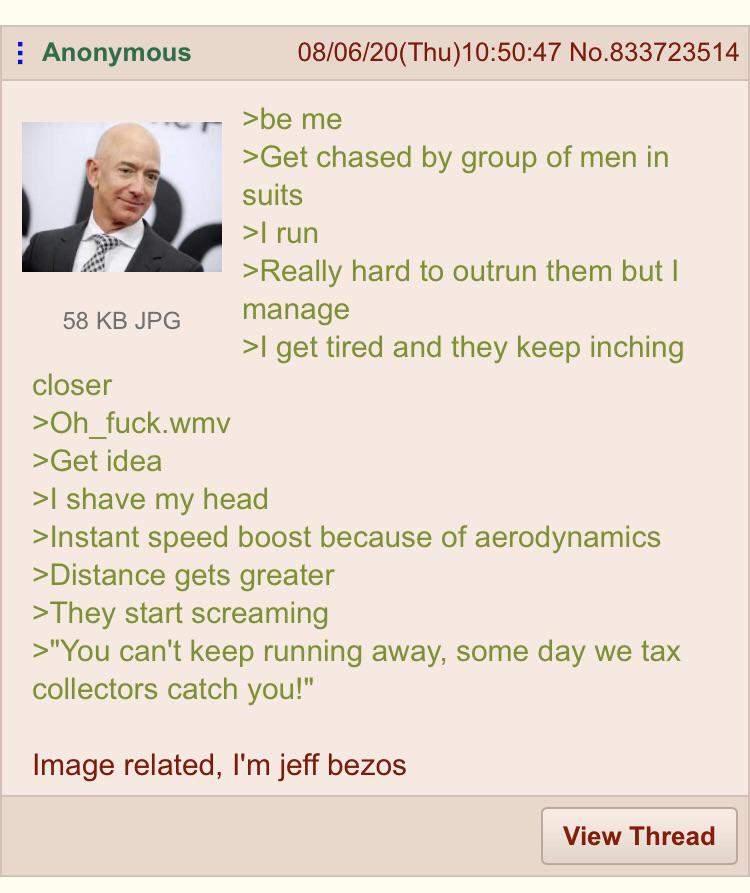 ⋮ Anonymous 08/06/20(Thu)10:50:47 No.833723514
58 KB JPG
>be me
>Get chased by group of men in
suits
>I run
>Really hard to outrun them but I
manage
>I get tired and they keep inching
closer
>Oh_fuck.wmv
>Get idea
>I shave my head
>Instant speed boost because of aerodynamics
>Distance gets greater
>They start screaming
>"You can't keep running away, some day we tax
collectors catch you!"
Image related, I'm jeff bezos
View Thread